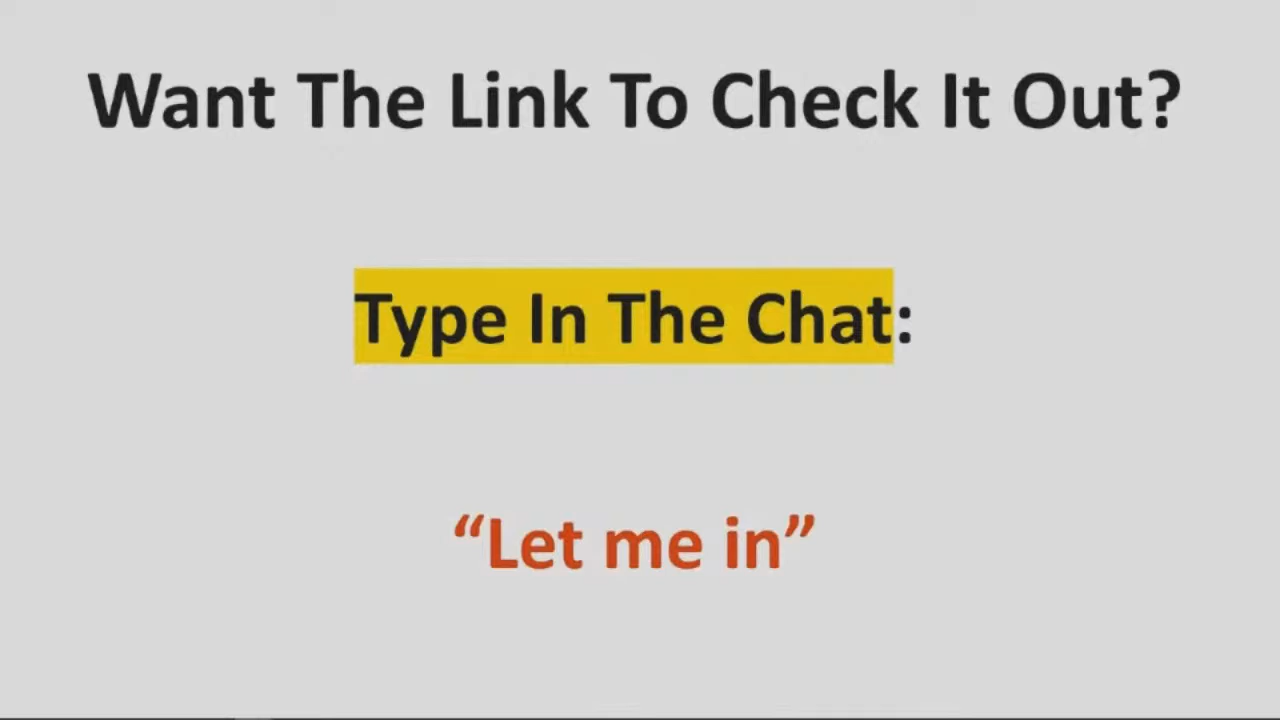 Want The Link To Check It Out?
Type In The Chat:
“Let me in”